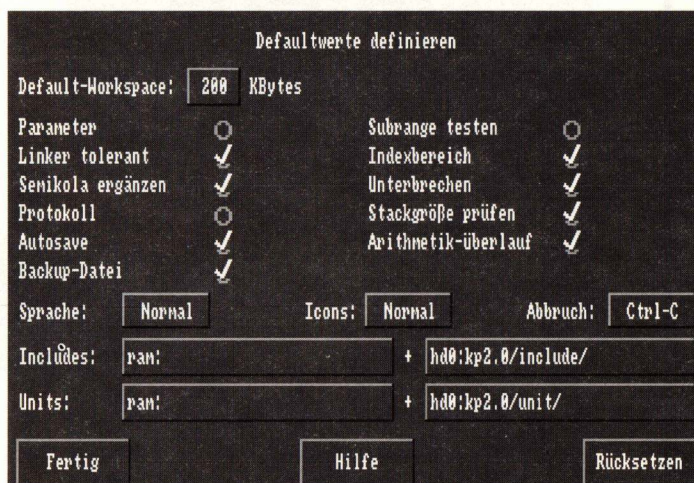 Defaultwerte definieren
Default-Workspace: 200 KBytes
Parameter Subrange testen
Linker tolerant Indexbereich
Semikola ergänzen Unterbrechen
Protokoll Stackgröße prüfen
Autosave Arithmetik-überlauf
Backup-Datei
Sprache: Normal Icons: Normal Abbruch: Ctrl-C
Includes: ram: + hd0:kp2.0/include/
Units: ram: + hd0:kp2.0/unit/
Fertig Hilfe Rücksetzen